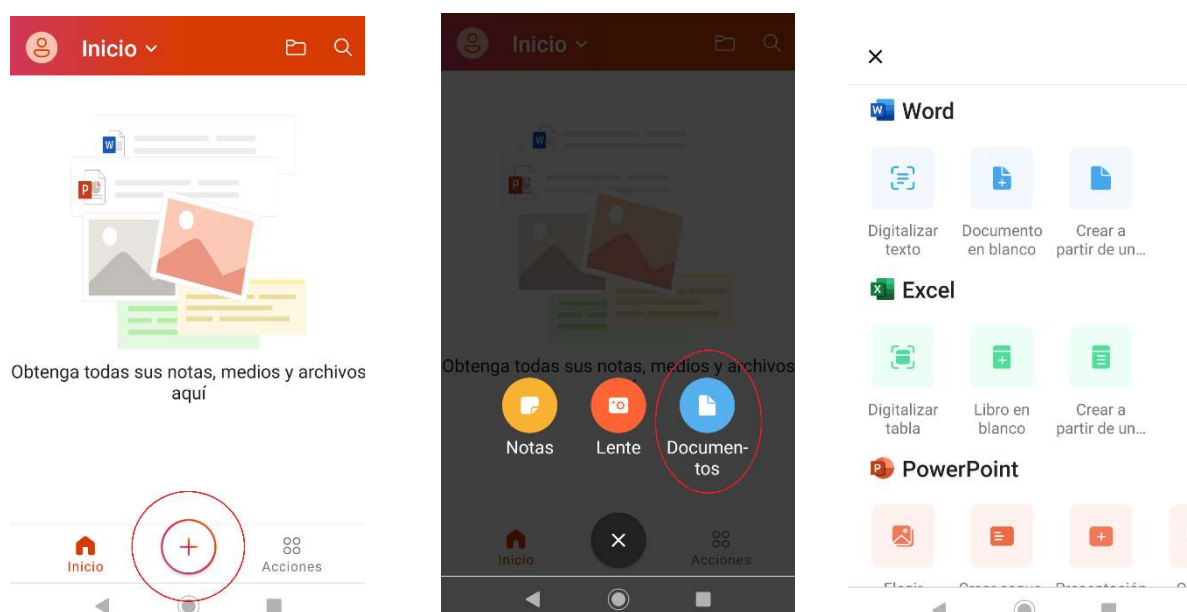 Inicio
Obtenga todas sus notas, medios y archivos
aquí
Inicio
Acciones
Inicio
Obtenga todas sus notas, medios y archivos
Notas
Lente
Documen-
tos
Inicio
Acciones
Word
Digitalizar
texto
Documento
en blanco
Crear a
partir de un...
Excel
Digitalizar
tabla
Libro en
blanco
Crear a
partir de un...
PowerPoint